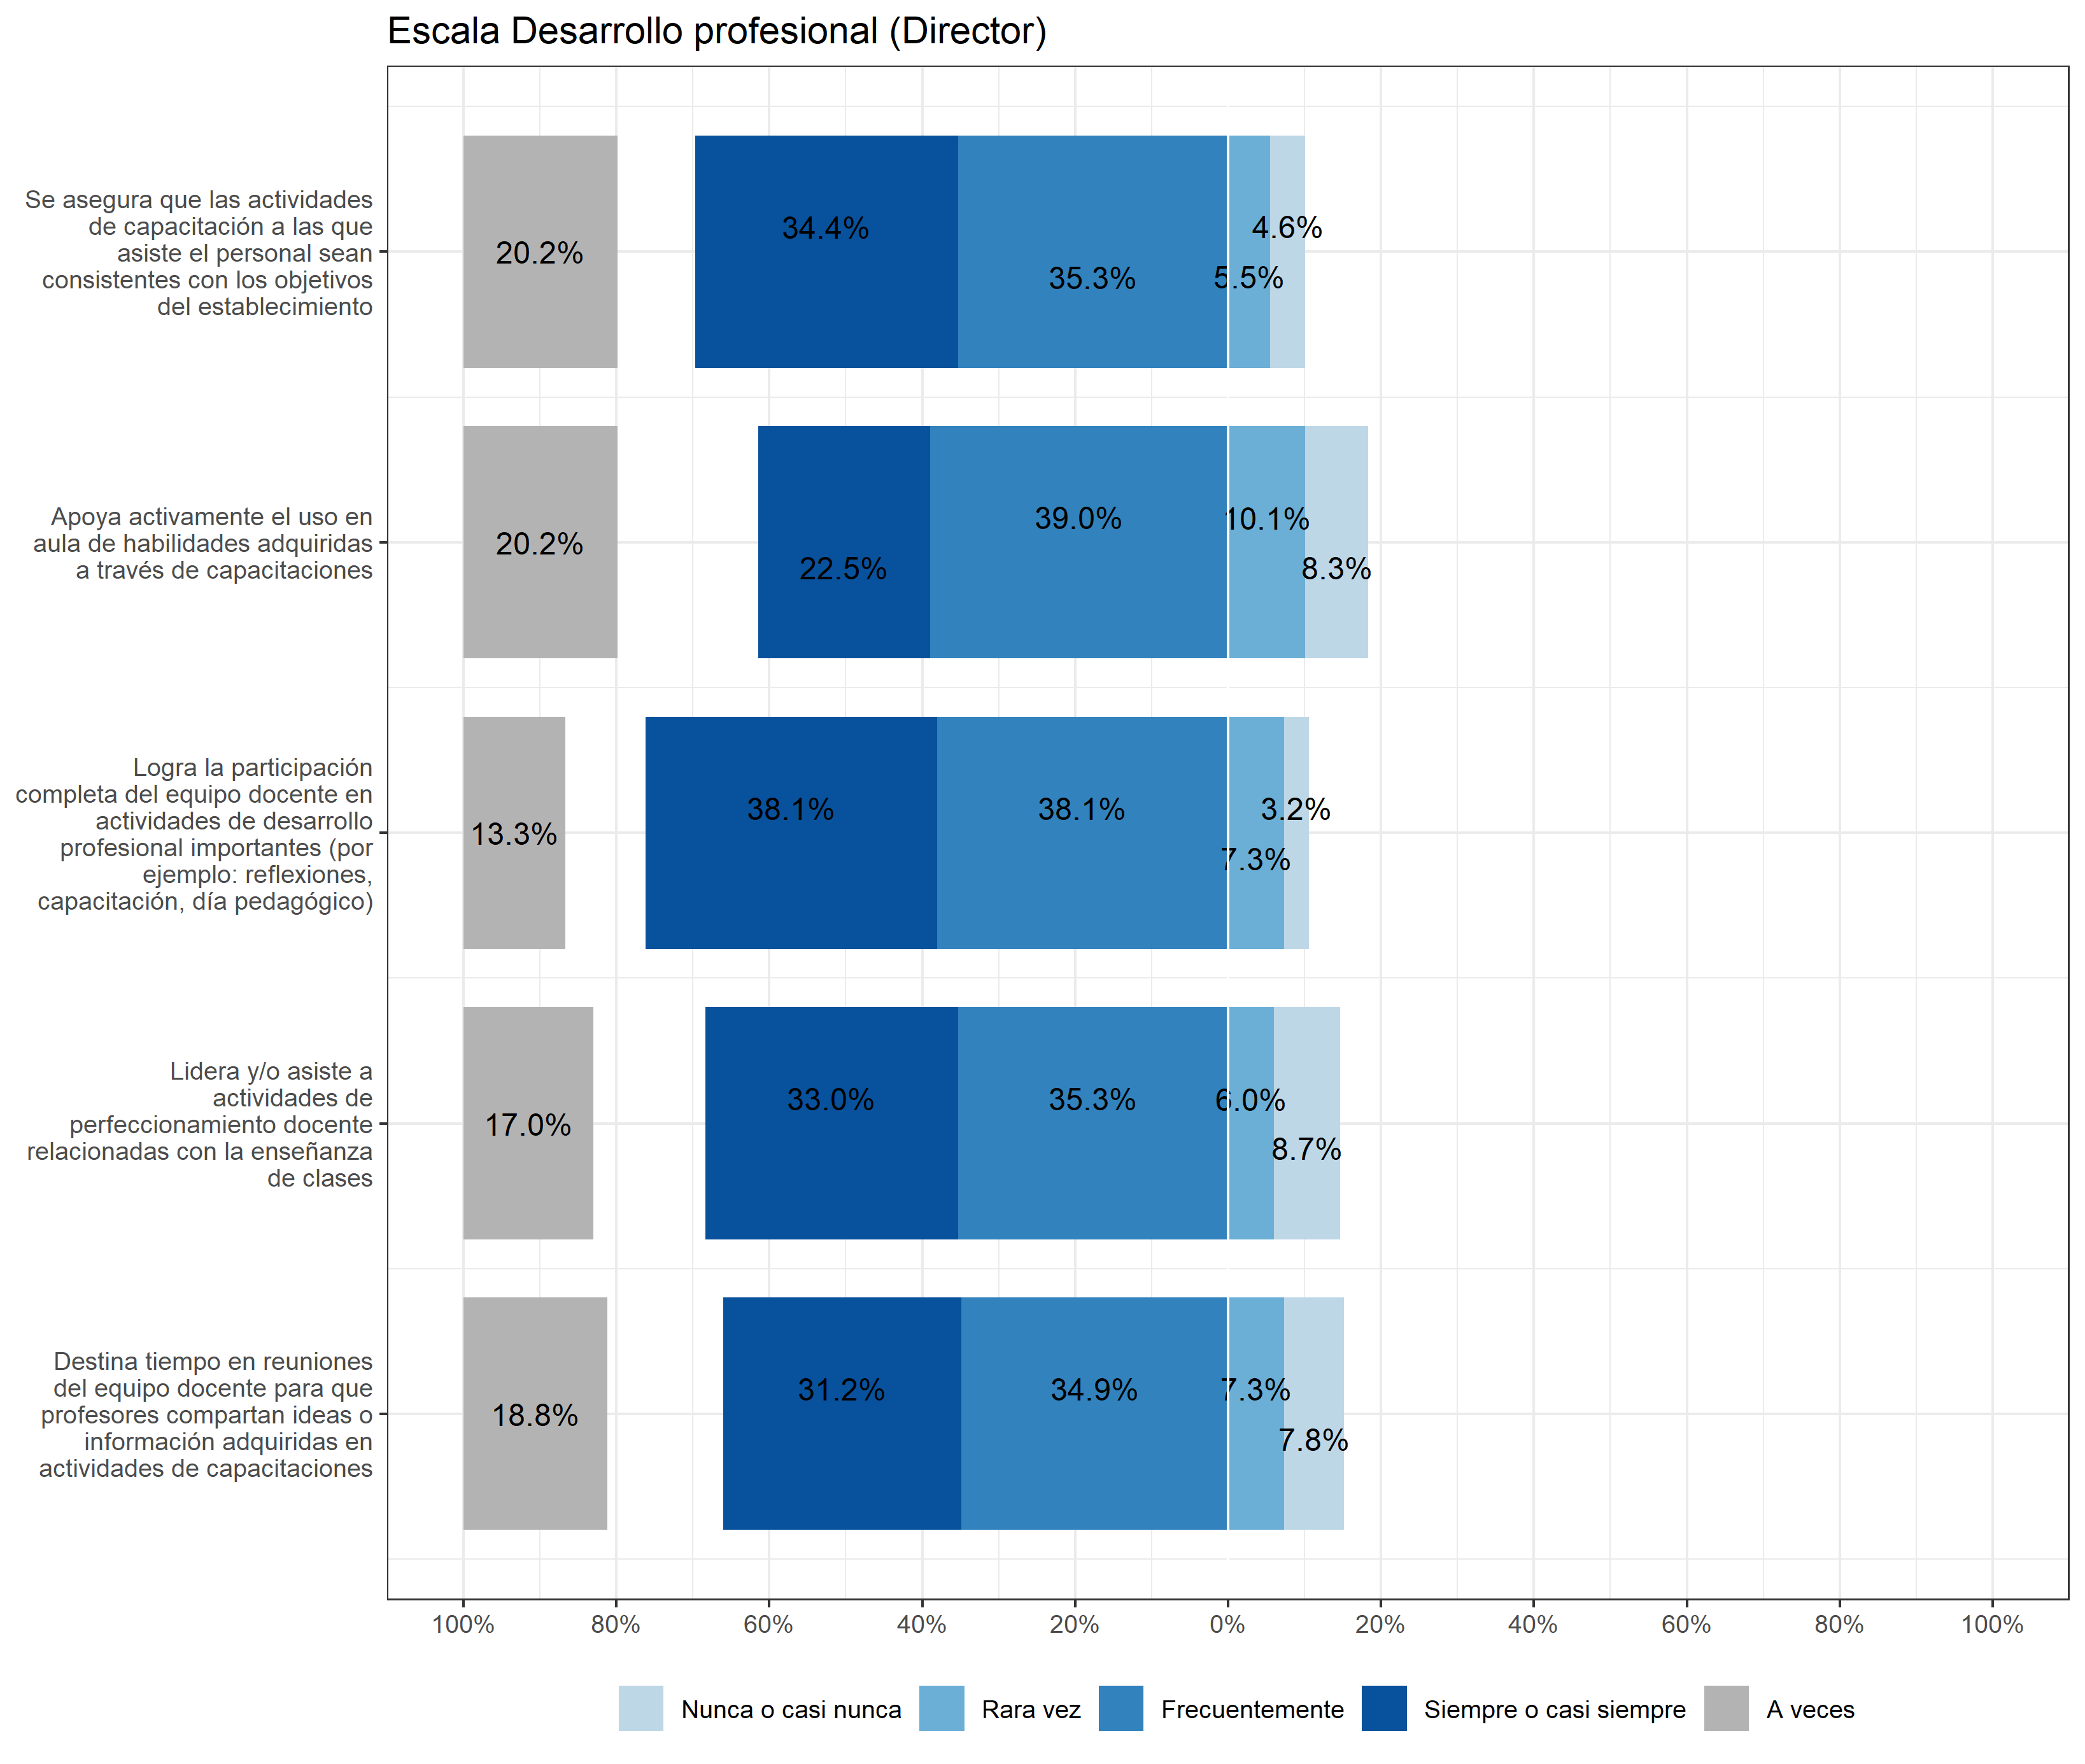 Escala Desarrollo profesional (Director)
Se asegura que las actividades
de capacitación a las que
asiste el personal sean
consistentes con los objetivos
del establecimiento
20.2%
34.4%
35.3%
5.5%
4.6%
Apoya activamente el uso en
aula de habilidades adquiridas
a través de capacitaciones
20.2%
22.5%
39.0%
10.1%
8.3%
Logra la participación
completa del equipo docente en
actividades de desarrollo
profesional importantes (por
ejemplo: reflexiones,
capacitación, día pedagógico)
13.3%
38.1%
38.1%
7.3%
3.2%
Lidera y/o asiste a
actividades de
perfeccionamiento docente
relacionadas con la enseñanza
de clases
17.0%
33.0%
35.3%
6.0%
8.7%
Destina tiempo en reuniones
del equipo docente para que
profesores compartan ideas o
información adquiridas en
actividades de capacitaciones
18.8%
31.2%
34.9%
7.3%
7.8%
100% 80% 60% 40% 20% 0% 20% 40% 60% 80% 100%
Nunca o casi nunca Rara vez Frecuentemente Siempre o casi siempre A veces